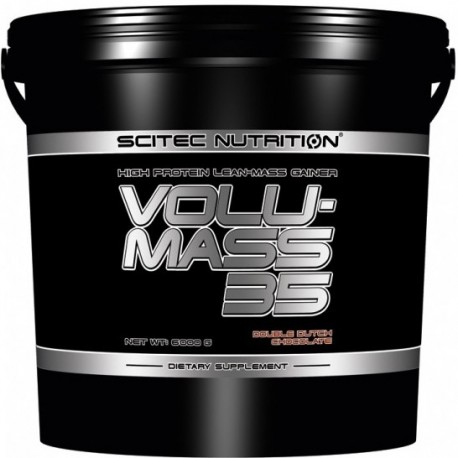 SCITEC NUTRITION®
HIGH PROTEIN LEAN-MASS GAINER
VOLU-
MASS
35
NET WT: 6000 G
DOUBLE DUTCH
CHOCOLATE
DIETARY SUPPLEMENT